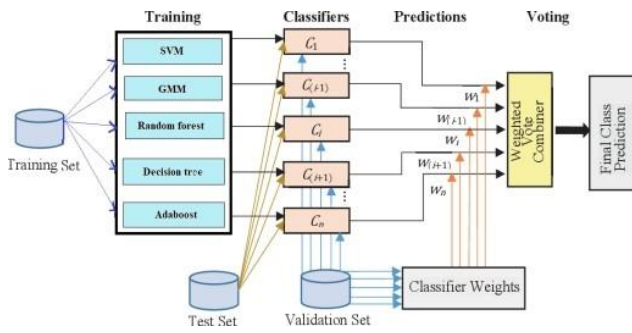 Training
Classifiers
Predictions
Voting
SVM
GMM
Random forest
Decision tree
Adaboost
Training Set
C1
C(i-1)
Ci
C(i+1)
Cn
W1
W(i-1)
Wi
W(i+1)
Wn
Weighted
Vote
Combiner
Final Class
Prediction
Test Set
Validation Set
Classifier Weights